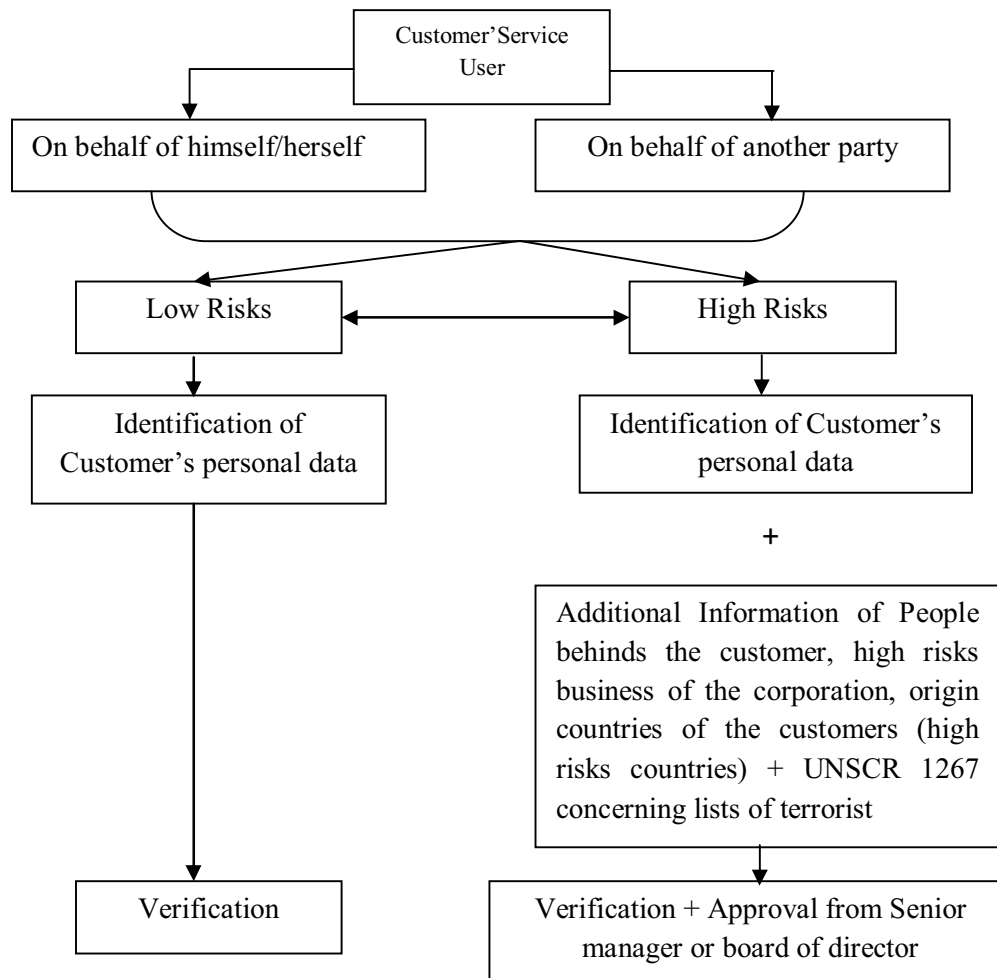 Customer’Service
User
On behalf of himself/herself
On behalf of another party
Low Risks
High Risks
Identification of
Customer’s personal data
Identification of Customer’s
personal data
+
Additional Information of People
behinds the customer, high risks
business of the corporation, origin
countries of the customers (high
risks countries) + UNSCR 1267
concerning lists of terrorist
Verification
Verification + Approval from Senior
manager or board of director